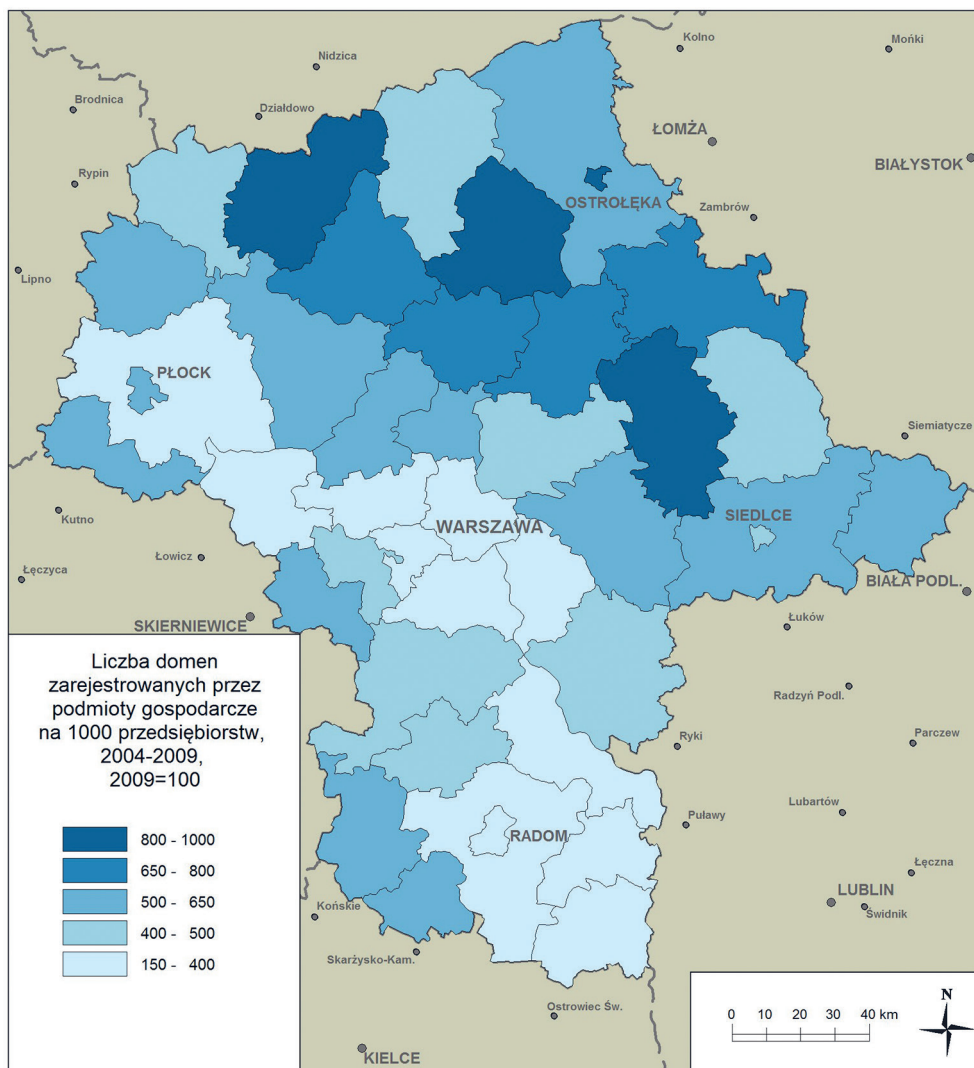 Kolno
Mońki
Nidzica
Brodnica
Działdowo
ŁOMŻA
BIAŁYSTOK
Rypin
OSTROŁĘKA
Zambrów
Lipno
PŁOCK
Siemiatycze
Kutno
WARSZAWA
SIEDLCE
Łowicz
Łęczyca
BIAŁA PODL.
SKIERNIEWICE
Łuków
Radzyń Podl.
Ryki
Parczew
Lubartów
Puławy
RADOM
Łęczna
LUBLIN
Świdnik
Końskie
Skarżysko-Kam.
Ostrowiec Św.
KIELCE
Liczba domen
zarejestrowanych przez
podmioty gospodarcze
na 1000 przedsiębiorstw,
2004-2009,
2009=100
800 - 1000
650 - 800
500 - 650
400 - 500
150 - 400
N
0 10 20 30 40 km